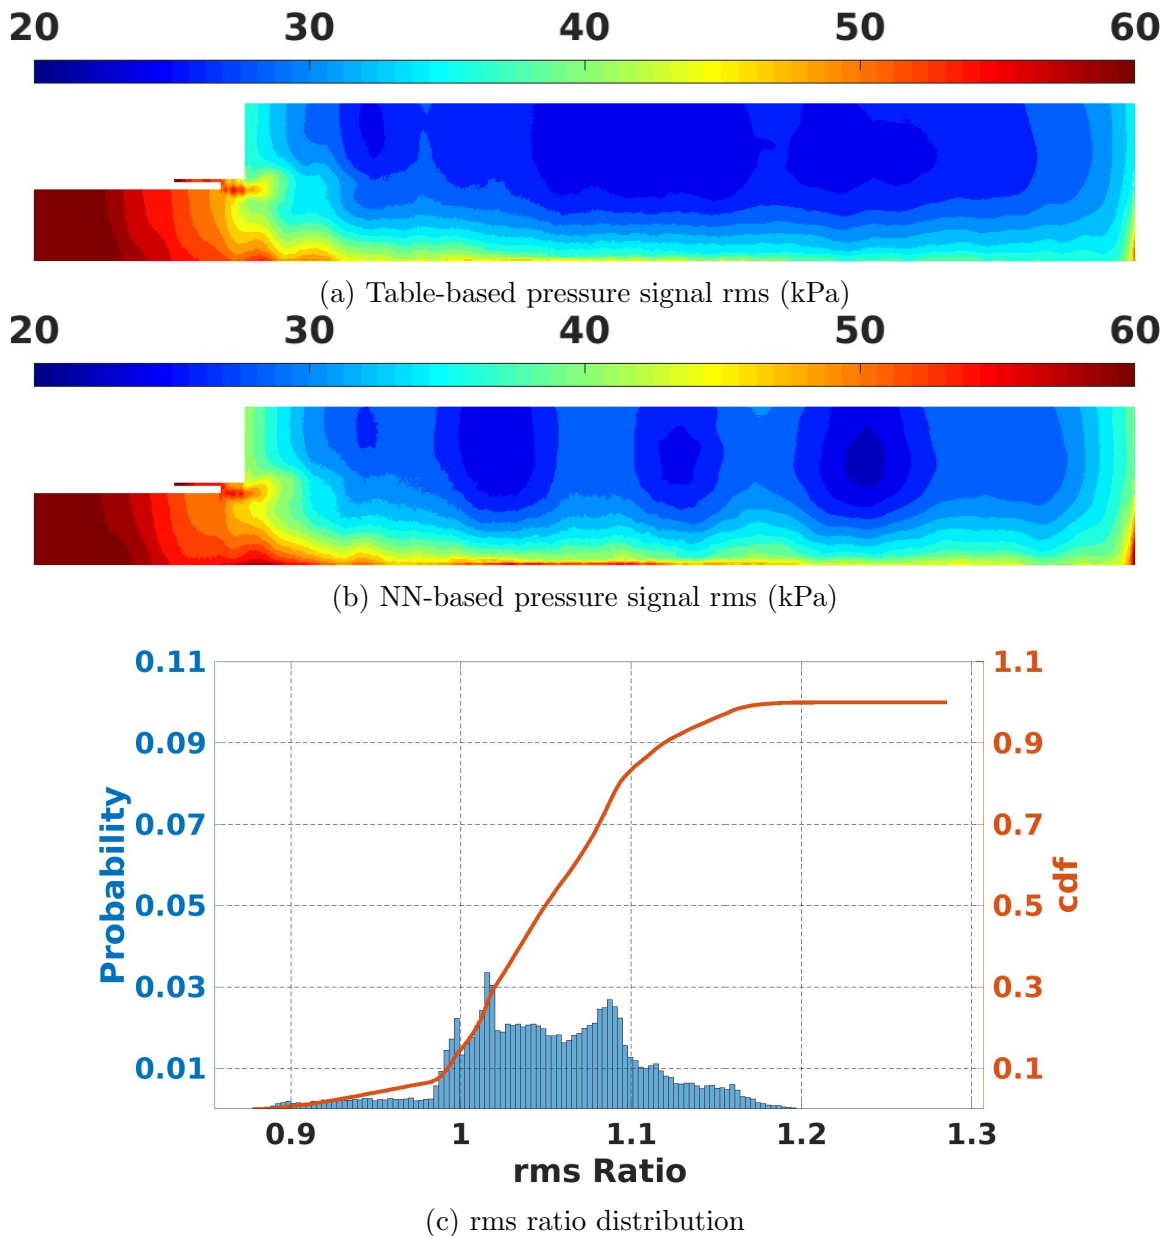 20 30 40 50 60
(a) Table-based pressure signal rms (kPa)
20 30 40 50 60
(b) NN-based pressure signal rms (kPa)
0.11 1.1
0.09 0.9
0.07 0.7
Probability
cdf
0.05 0.5
0.03 0.3
0.01 0.1
0.9 1 1.1 1.2 1.3
rms Ratio
(c) rms ratio distribution